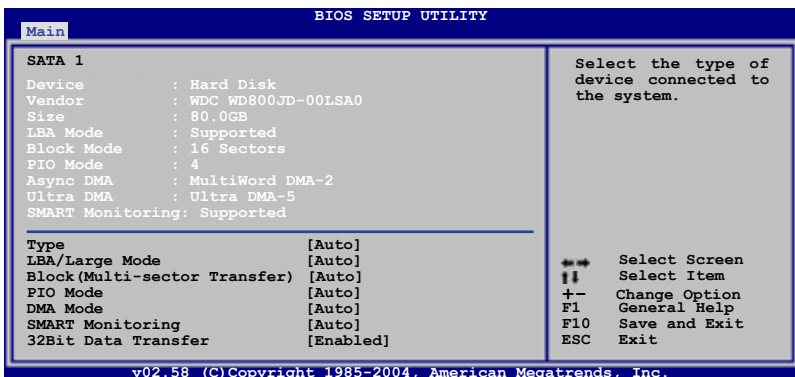 BIOS SETUP UTILITY
Main
SATA 1
Device : Hard Disk
Vendor : WDC WD800JD-00LSA0
Size : 80.0GB
LBA Mode : Supported
Block Mode : 16 Sectors
PIO Mode : 4
Async DMA : MultiWord DMA-2
Ultra DMA : Ultra DMA-5
SMART Monitoring: Supported
Type [Auto]
LBA/Large Mode [Auto]
Block(Multi-sector Transfer) [Auto]
PIO Mode [Auto]
DMA Mode [Auto]
SMART Monitoring [Auto]
32Bit Data Transfer [Enabled]
Select the type of
device connected to
the system.
←→ Select Screen
↑↓ Select Item
+- Change Option
F1 General Help
F10 Save and Exit
ESC Exit
v02.58 (C)Copyright 1985-2004, American Megatrends, Inc.